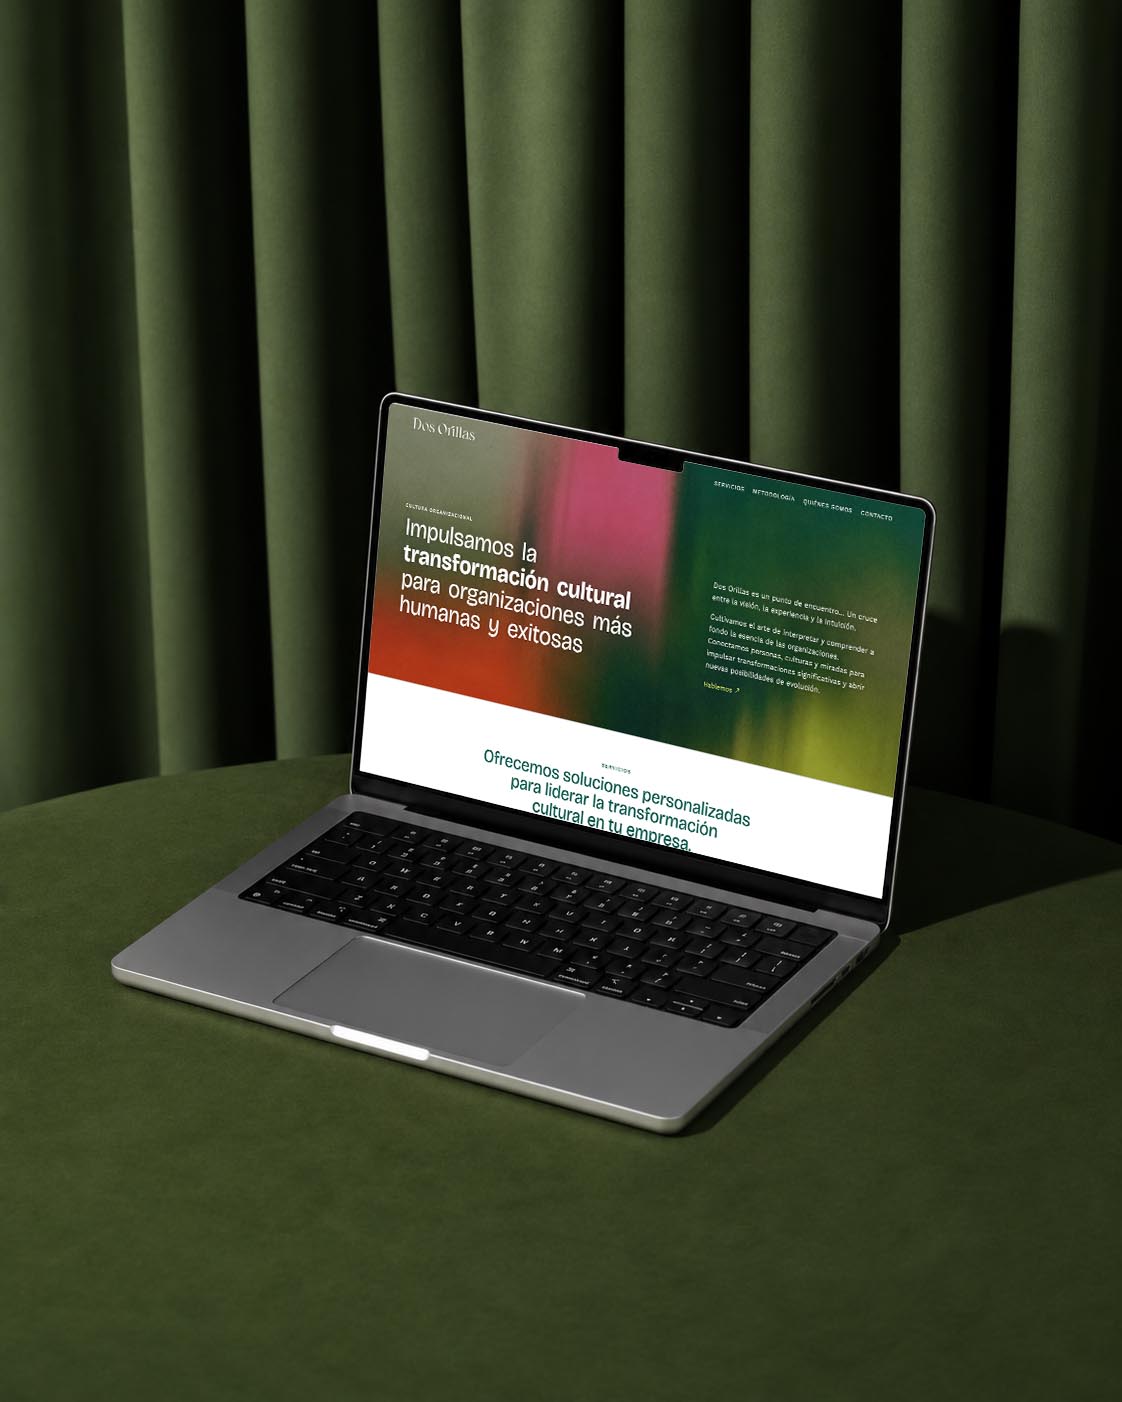 Dos Orillas
SERVICIOS METODOLOGÍA QUIÉNES SOMOS CONTACTO
CULTURA ORGANIZACIONAL
Impulsamos la
transformación cultural
para organizaciones más
humanas y exitosas
Dos Orillas es un punto de encuentro... Un cruce
entre la visión, la experiencia y la intuición.
Cultivamos el arte de interpretar y comprender a
fondo la esencia de las organizaciones.
Conectamos personas, culturas y miradas para
impulsar transformaciones significativas y abrir
nuevas posibilidades de evolución.
Hablemos ↗
SERVICIOS
Ofrecemos soluciones personalizadas
para liderar la transformación
cultural en tu empresa.